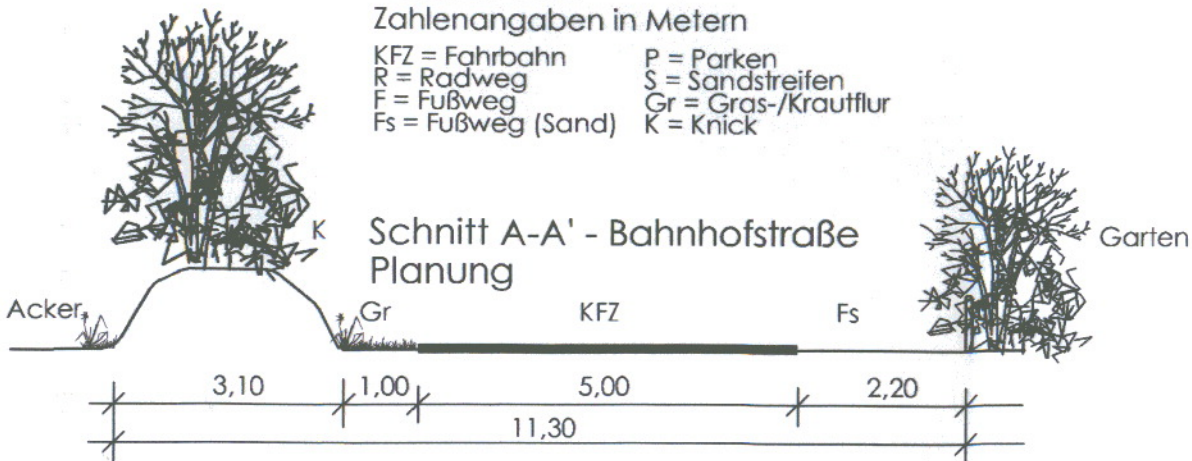 Zahlenangaben in Metern
KFZ = Fahrbahn
R = Radweg
F = Fußweg
Fs = Fußweg (Sand)
P = Parken
S = Sandstreifen
Gr = Gras-/Krautflur
K = Knick
K
Schnitt A-A' - Bahnhofstraße
Planung
Garten
Acker
Gr
KFZ
Fs
3,10
1,00
5,00
2,20
11,30